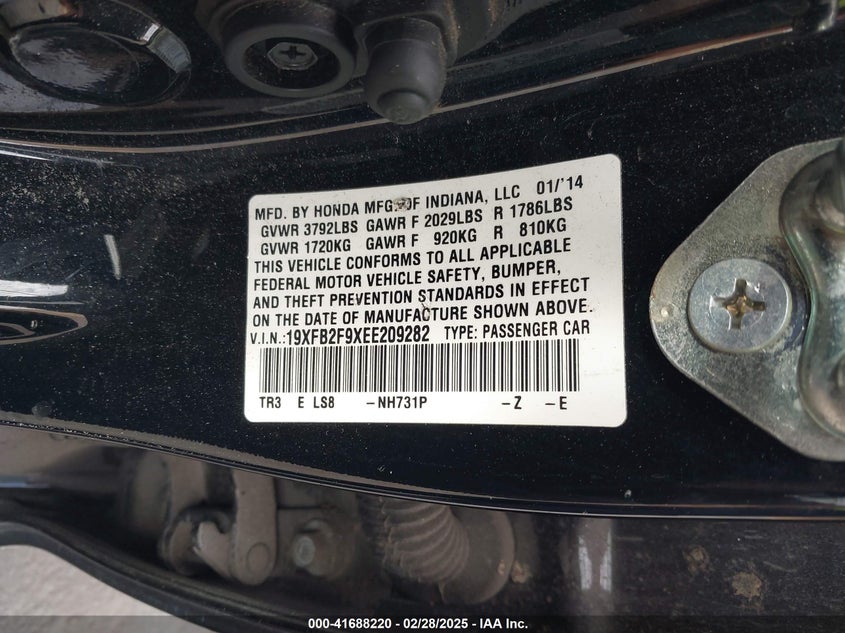 MFD. BY HONDA MFG. OF INDIANA, LLC 01/'14
GVWR 3792LBS GAWR F 2029LBS R 1786LBS
GVWR 1720KG GAWR F 920KG R 810KG
THIS VEHICLE CONFORMS TO ALL APPLICABLE
FEDERAL MOTOR VEHICLE SAFETY, BUMPER,
AND THEFT PREVENTION STANDARDS IN EFFECT
ON THE DATE OF MANUFACTURE SHOWN ABOVE.
V.I.N.:19XFB2F9XEE209282 TYPE: PASSENGER CAR
TR3 E LS8 -NH731P -Z -E
000-41688220 - 02/28/2025 - IAA Inc.